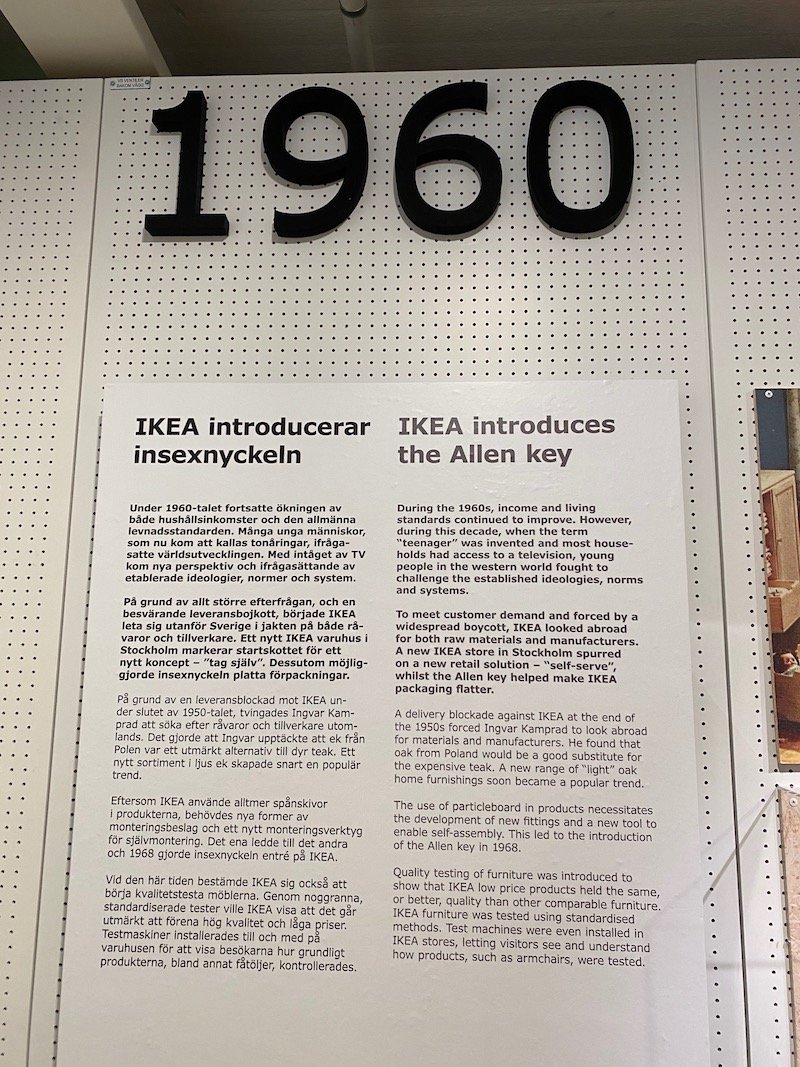 VIS VENTILER
BAKOM VÄGG
1960
IKEA introducerar
insexnyckeln
Under 1960-talet fortsatte ökningen av
både hushållsinkomster och den allmänna
levnadsstandarden. Många unga människor,
som nu kom att kallas tonåringar, ifråga-
satte världsutvecklingen. Med intåget av TV
kom nya perspektiv och ifrågasättande av
etablerade ideologier, normer och system.
På grund av allt större efterfrågan, och en
besvärande leveransbojkott, började IKEA
leta sig utanför Sverige i jakten på både rå-
varor och tillverkare. Ett nytt IKEA varuhus i
Stockholm markerar startskottet för ett
nytt koncept – ”tag själv”. Dessutom möjlig-
gjorde insexnyckeln platta förpackningar.
På grund av en leveransblockad mot IKEA un-
der slutet av 1950-talet, tvingades Ingvar Kam-
prad att söka efter råvaror och tillverkare utom-
lands. Det gjorde att Ingvar upptäckte att ek från
Polen var ett utmärkt alternativ till dyr teak. Ett
nytt sortiment i ljus ek skapade snart en populär
trend.
Eftersom IKEA använde alltmer spånskivor
i produkterna, behövdes nya former av
monteringsbeslag och ett nytt monteringsverktyg
för självmontering. Det ena ledde till det andra
och 1968 gjorde insexnyckeln entré på IKEA.
Vid den här tiden bestämde IKEA sig också att
börja kvalitetstesta möblerna. Genom noggranna,
standardiserade tester ville IKEA visa att det går
utmärkt att förena hög kvalitet och låga priser.
Testmaskiner installerades till och med på
varuhusen för att visa besökarna hur grundligt
produkterna, bland annat fåtöljer, kontrollerades.
IKEA introduces
the Allen key
During the 1960s, income and living
standards continued to improve. However,
during this decade, when the term
“teenager” was invented and most house-
holds had access to a television, young
people in the western world fought to
challenge the established ideologies, norms
and systems.
To meet customer demand and forced by a
widespread boycott, IKEA looked abroad
for both raw materials and manufacturers.
A new IKEA store in Stockholm spurred
on a new retail solution – “self-serve”,
whilst the Allen key helped make IKEA
packaging flatter.
A delivery blockade against IKEA at the end of
the 1950s forced Ingvar Kamprad to look abroad
for materials and manufacturers. He found that
oak from Poland would be a good substitute for
the expensive teak. A new range of “light” oak
home furnishings soon became a popular trend.
The use of particleboard in products necessitates
the development of new fittings and a new tool to
enable self-assembly. This led to the introduction
of the Allen key in 1968.
Quality testing of furniture was introduced to
show that IKEA low price products held the same,
or better, quality than other comparable furniture.
IKEA furniture was tested using standardised
methods. Test machines were even installed in
IKEA stores, letting visitors see and understand
how products, such as armchairs, were tested.